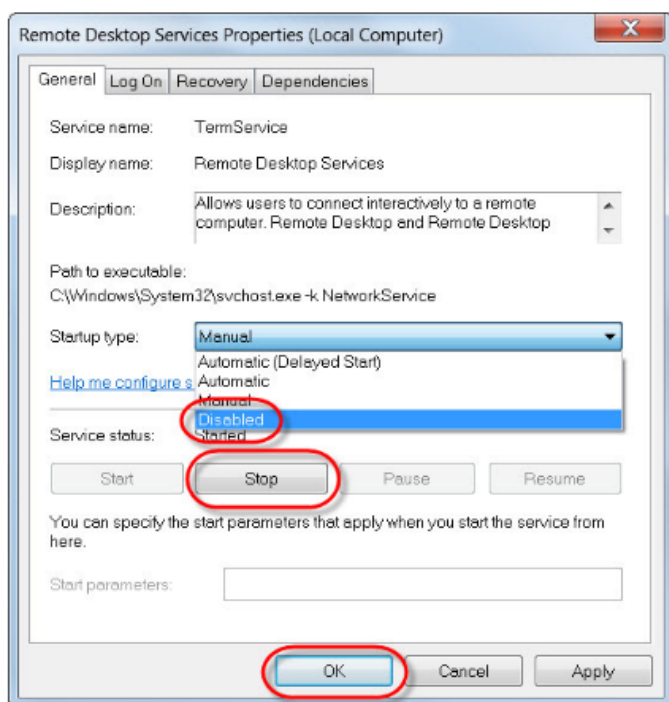 Remote Desktop Services Properties (Local Computer)
General Log On Recovery Dependencies
Service name: TermService
Display name: Remote Desktop Services
Description: Allows users to connect interactively to a remote
computer. Remote Desktop and Remote Desktop
Path to executable:
C:\Windows\System32\svchost.exe -k NetworkService
Startup type: Manual
Automatic (Delayed Start)
Help me configure s
Automatic
Manual
Disabled
Service status: Started
Start Stop Pause Resume
You can specify the start parameters that apply when you start the service from
here.
Start parameters:
OK Cancel Apply